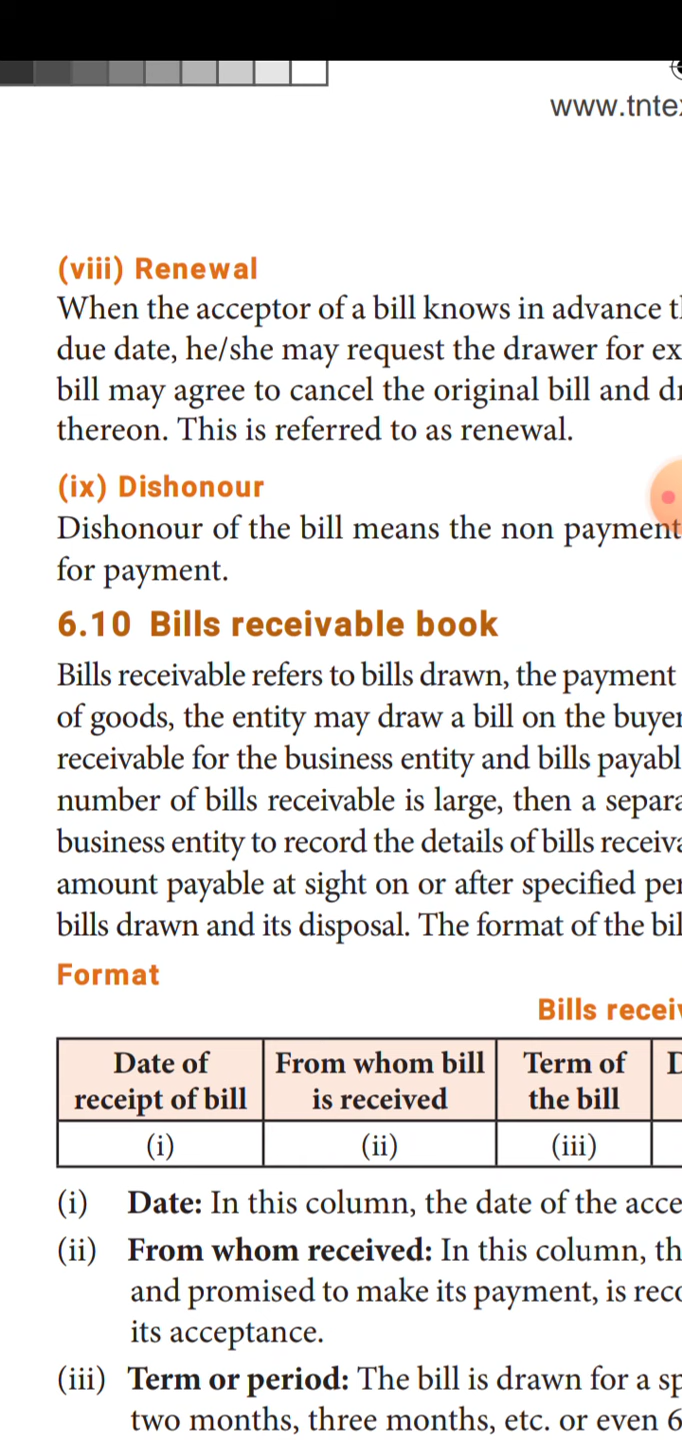 www.tnte
(viii) Renewal
When the acceptor of a bill knows in advance
due date, he/she may request the drawer for ex
bill may agree to cancel the original bill and
thereon. This is referred to as renewal.
(ix) Dishonour
Dishonour of the bill means the non payment
for payment.
6.10 Bills receivable book
Bills receivable refers to bills drawn, the payment
of goods, the entity may draw a bill on the buyer
receivable for the business entity and bills payabl
number of bills receivable is large, then a separa
business entity to record the details of bills receiva
amount payable at sight on or after specified per
bills drawn and its disposal. The format of the bil
Format
Bills receiv
Date of From whom bill Term of D
receipt of bill is received the bill
(i) (ii) (iii)
(i) Date: In this column, the date of the acce
(ii) From whom received: In this column, th
and promised to make its payment, is reco
its acceptance.
(iii) Term or period: The bill is drawn for a sp
two months, three months, etc. or even 6